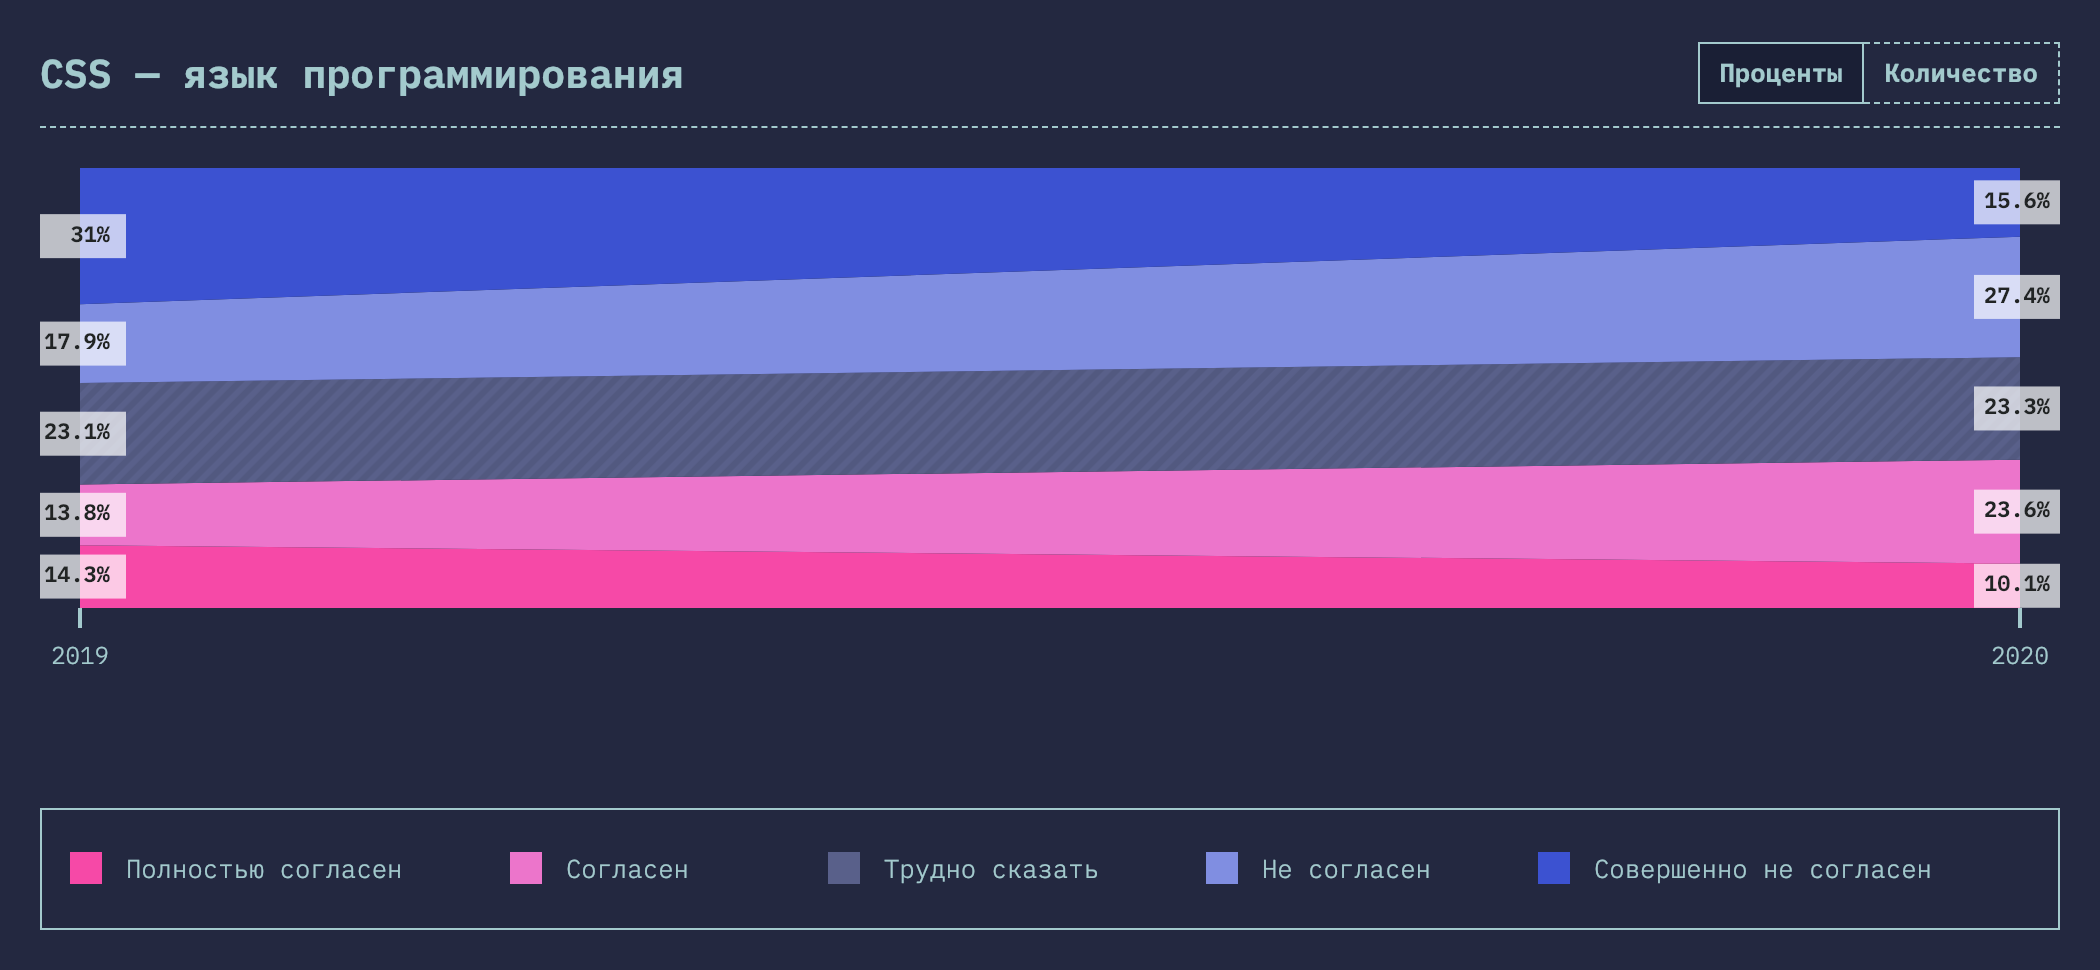 CSS — язык программирования
Проценты Количество
31% 15.6%
17.9% 27.4%
23.1% 23.3%
13.8% 23.6%
14.3% 10.1%
2019 2020
Полностью согласен Согласен Трудно сказать Не согласен Совершенно не согласен